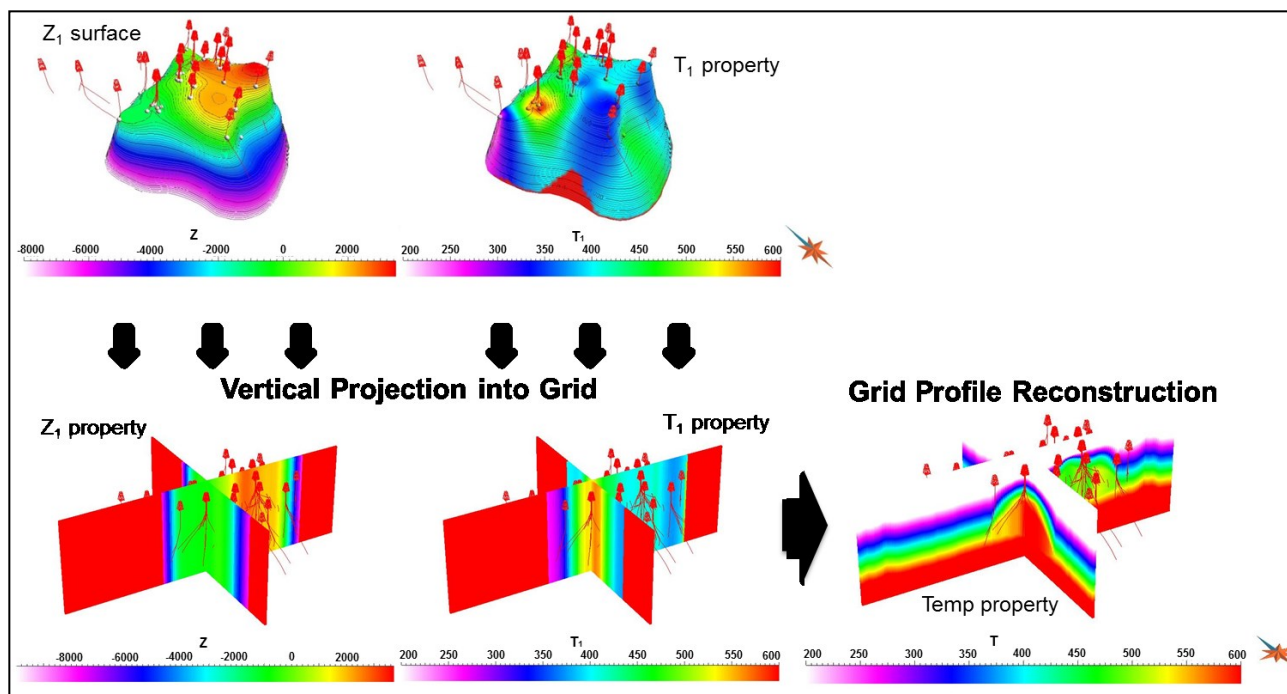 Z₁ surface
T₁ property
Z
-8000 -6000 -4000 -2000 0 2000
T₁
200 250 300 350 400 450 500 550 600
Vertical Projection into Grid
Grid Profile Reconstruction
Z₁ property
T₁ property
Temp property
Z
-8000 -6000 -4000 -2000 0 2000
T₁
200 250 300 350 400 450 500 550 600
T
200 250 300 350 400 450 500 550 600